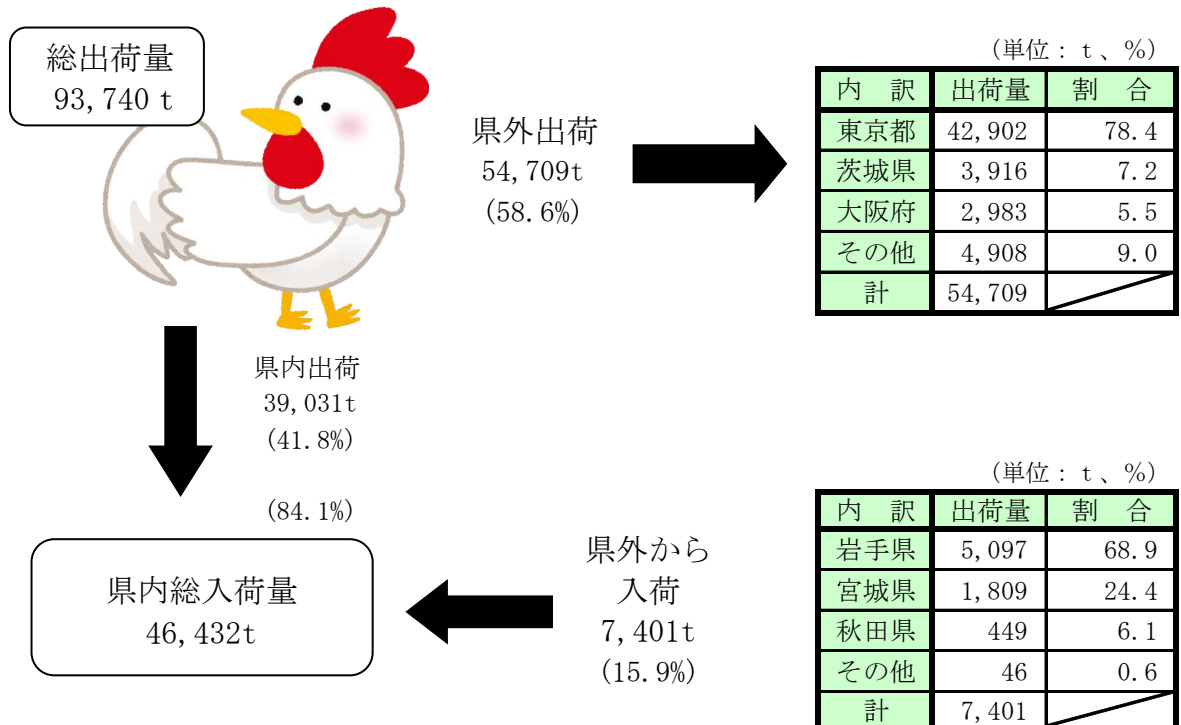 総出荷量
93,740 t
県外出荷
54,709t
(58.6%)
(単位：t、%)
内 訳 出荷量 割 合
東京都 42,902 78.4
茨城県 3,916 7.2
大阪府 2,983 5.5
その他 4,908 9.0
計 54,709
県内出荷
39,031t
(41.8%)
(84.1%)
県内総入荷量
46,432t
県外から
入荷
7,401t
(15.9%)
(単位：t、%)
内 訳 出荷量 割 合
岩手県 5,097 68.9
宮城県 1,809 24.4
秋田県 449 6.1
その他 46 0.6
計 7,401